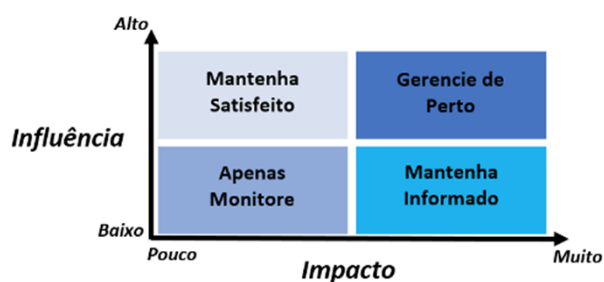 Alto
Mantenha
Satisfeito
Gerencie de
Perto
Influência
Apenas
Monitore
Mantenha
Informado
Baixo
Pouco
Impacto
Muito